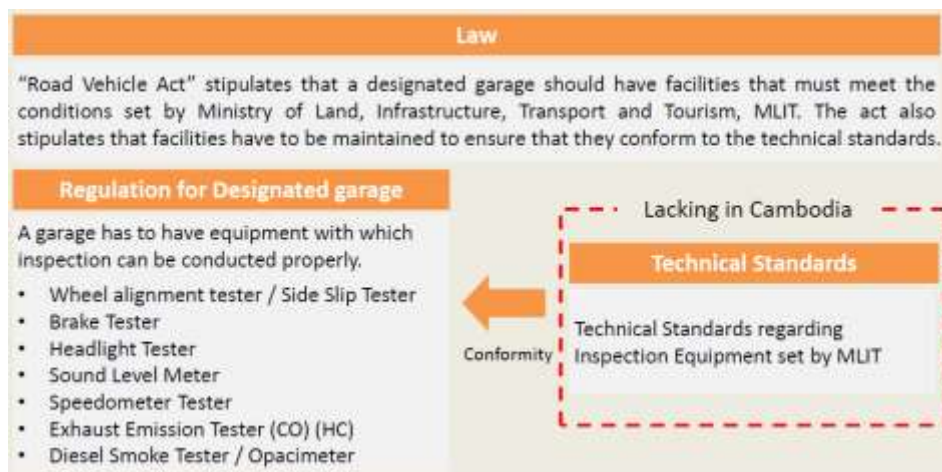 Law
“Road Vehicle Act” stipulates that a designated garage should have facilities that must meet the
conditions set by Ministry of Land, Infrastructure, Transport and Tourism, MLIT. The act also
stipulates that facilities have to be maintained to ensure that they conform to the technical standards.
Regulation for Designated garage
A garage has to have equipment with which
inspection can be conducted properly.
• Wheel alignment tester / Side Slip Tester
• Brake Tester
• Headlight Tester
• Sound Level Meter
• Speedometer Tester
• Exhaust Emission Tester (CO) (HC)
• Diesel Smoke Tester / Opacimeter
Conformity
Lacking in Cambodia
Technical Standards
Technical Standards regarding
Inspection Equipment set by MLIT